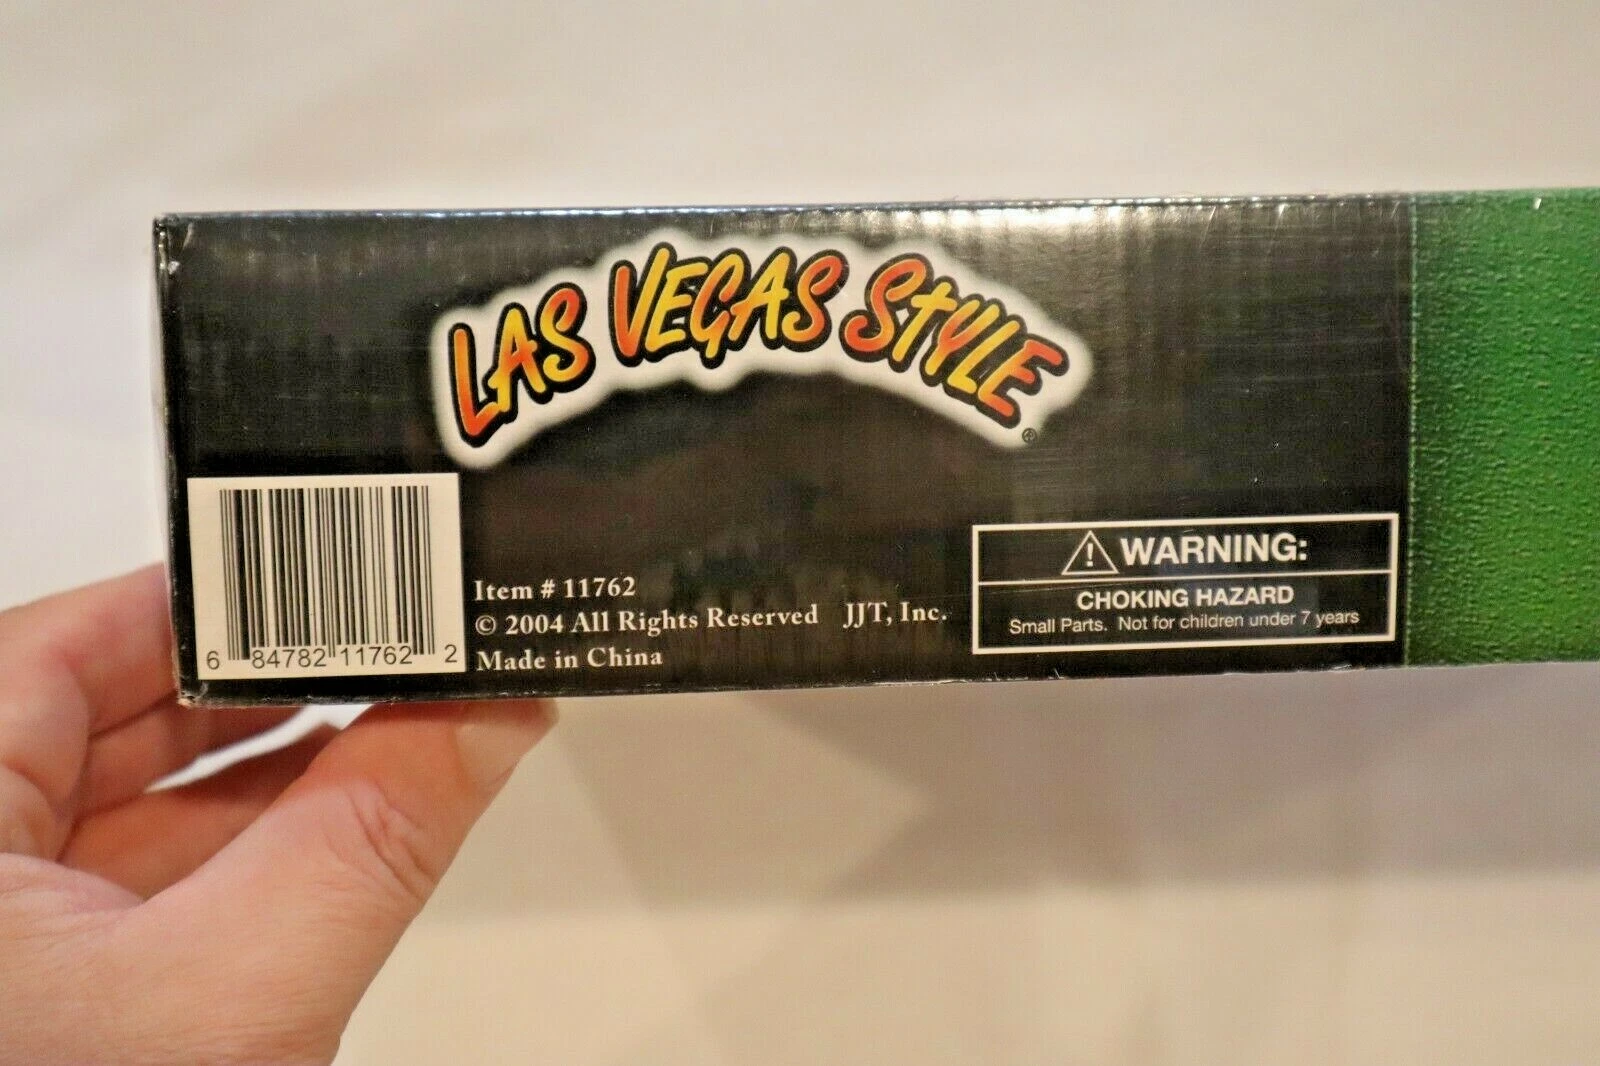 LAS VEGAS STYLE ®
6 84782 11762 2
Item # 11762
© 2004 All Rights Reserved JJT, Inc.
Made in China
WARNING:
CHOKING HAZARD
Small Parts. Not for children under 7 years